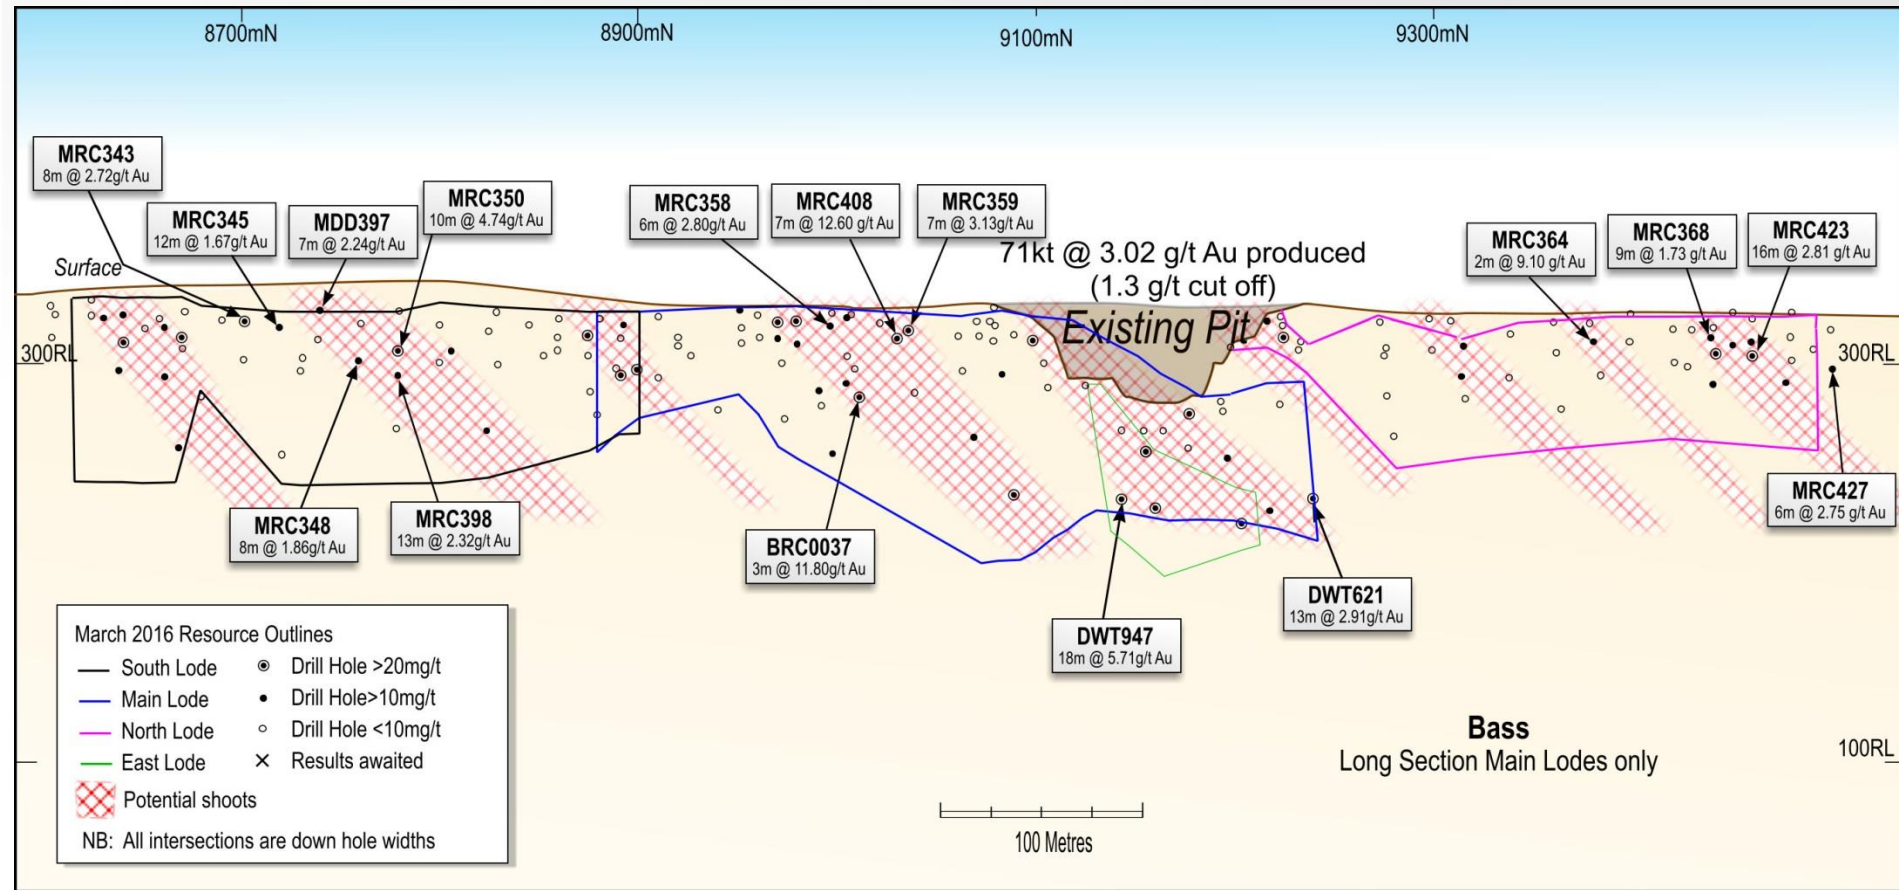 8700mN
8900mN
9100mN
9300mN
MRC343
8m @ 2.72g/t Au
MRC345
12m @ 1.67g/t Au
MDD397
7m @ 2.24g/t Au
MRC350
10m @ 4.74g/t Au
MRC358
6m @ 2.80g/t Au
MRC408
7m @ 12.60 g/t Au
MRC359
7m @ 3.13g/t Au
MRC364
2m @ 9.10 g/t Au
MRC368
9m @ 1.73 g/t Au
MRC423
16m @ 2.81 g/t Au
Surface
71kt @ 3.02 g/t Au produced
(1.3 g/t cut off)
Existing Pit
300RL
300RL
MRC348
8m @ 1.86g/t Au
MRC398
13m @ 2.32g/t Au
BRC0037
3m @ 11.80g/t Au
DWT947
18m @ 5.71g/t Au
DWT621
13m @ 2.91g/t Au
MRC427
6m @ 2.75 g/t Au
March 2016 Resource Outlines
South Lode
Drill Hole >20mg/t
Main Lode
Drill Hole>10mg/t
North Lode
Drill Hole <10mg/t
East Lode
Results awaited
Potential shoots
NB: All intersections are down hole widths
100 Metres
Bass
Long Section Main Lodes only
100RL